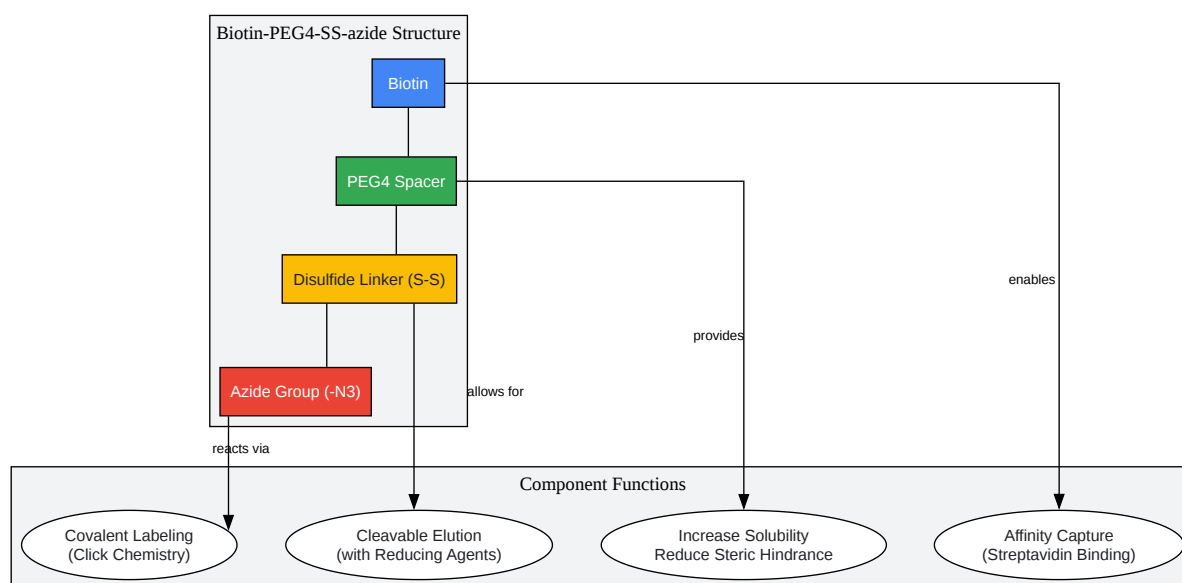 Biotin-PEG4-SS-azide Structure
Biotin
PEG4 Spacer
Disulfide Linker (S-S)
enables
provides
Azide Group (-N3)
allows for
reacts via
Component Functions
Covalent Labeling
(Click Chemistry)
Cleavable Elution
(with Reducing Agents)
Increase Solubility
Reduce Steric Hindrance
Affinity Capture
(Streptavidin Binding)